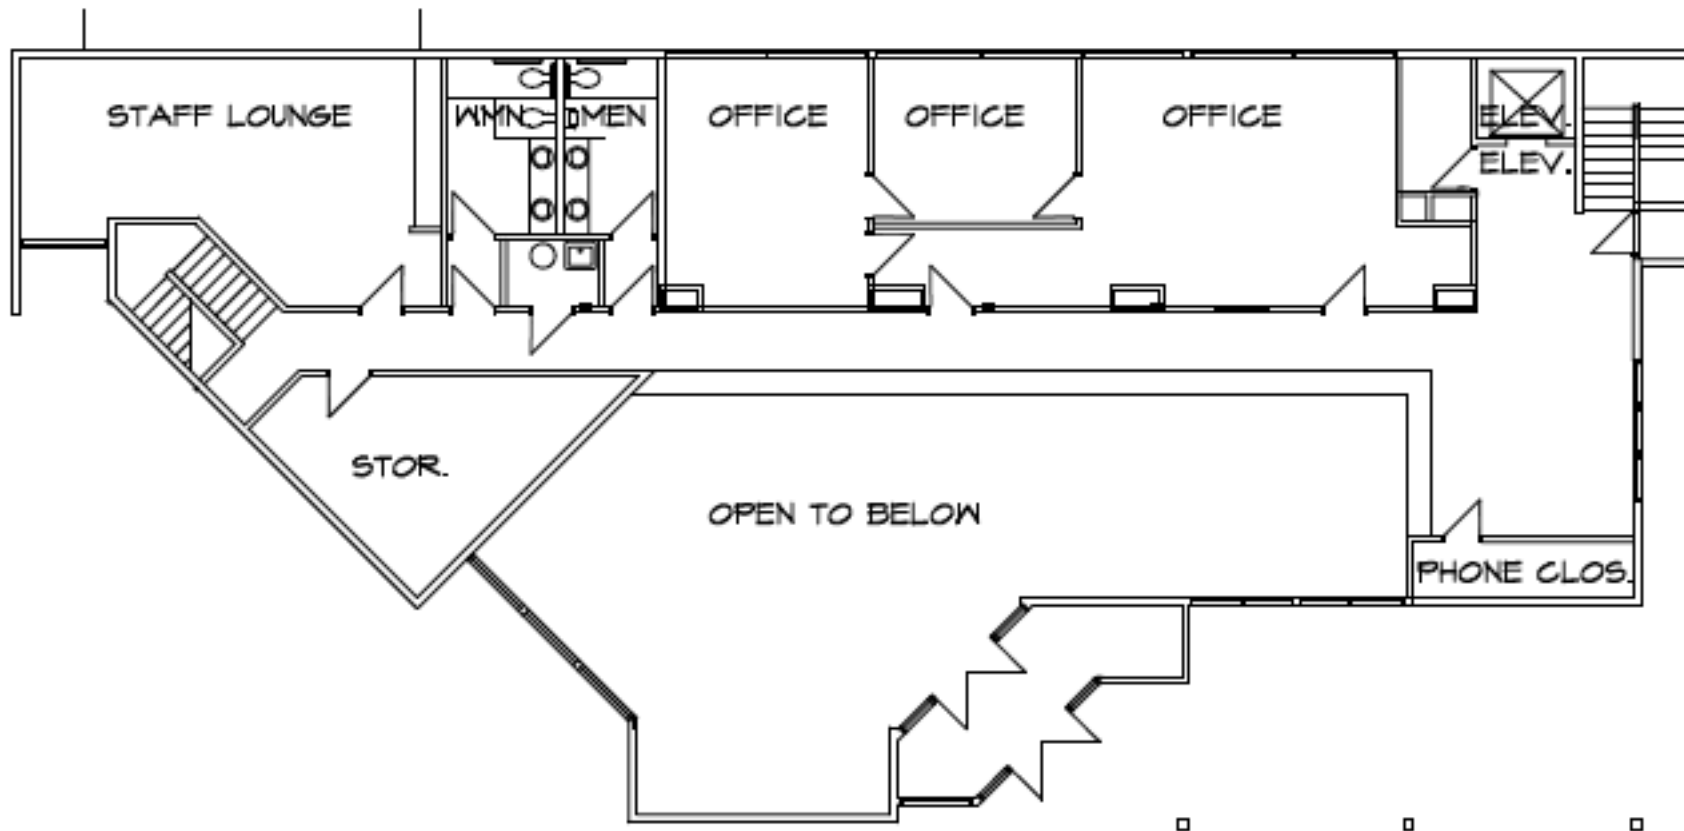 STAFF LOUNGE
WMN
MEN
OFFICE
OFFICE
OFFICE
ELEV.
ELEV.
STOR.
OPEN TO BELOW
PHONE CLOS.